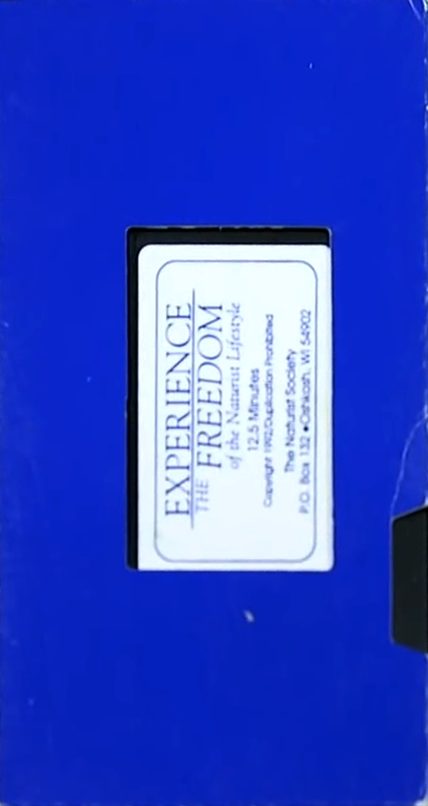 EXPERIENCE
THE FREEDOM
of the Naturist Lifestyle
12.5 Minutes
Copyright 1992/Duplication Prohibited
The Naturist Society
P.O. Box 132 • Oshkosh, WI 54902